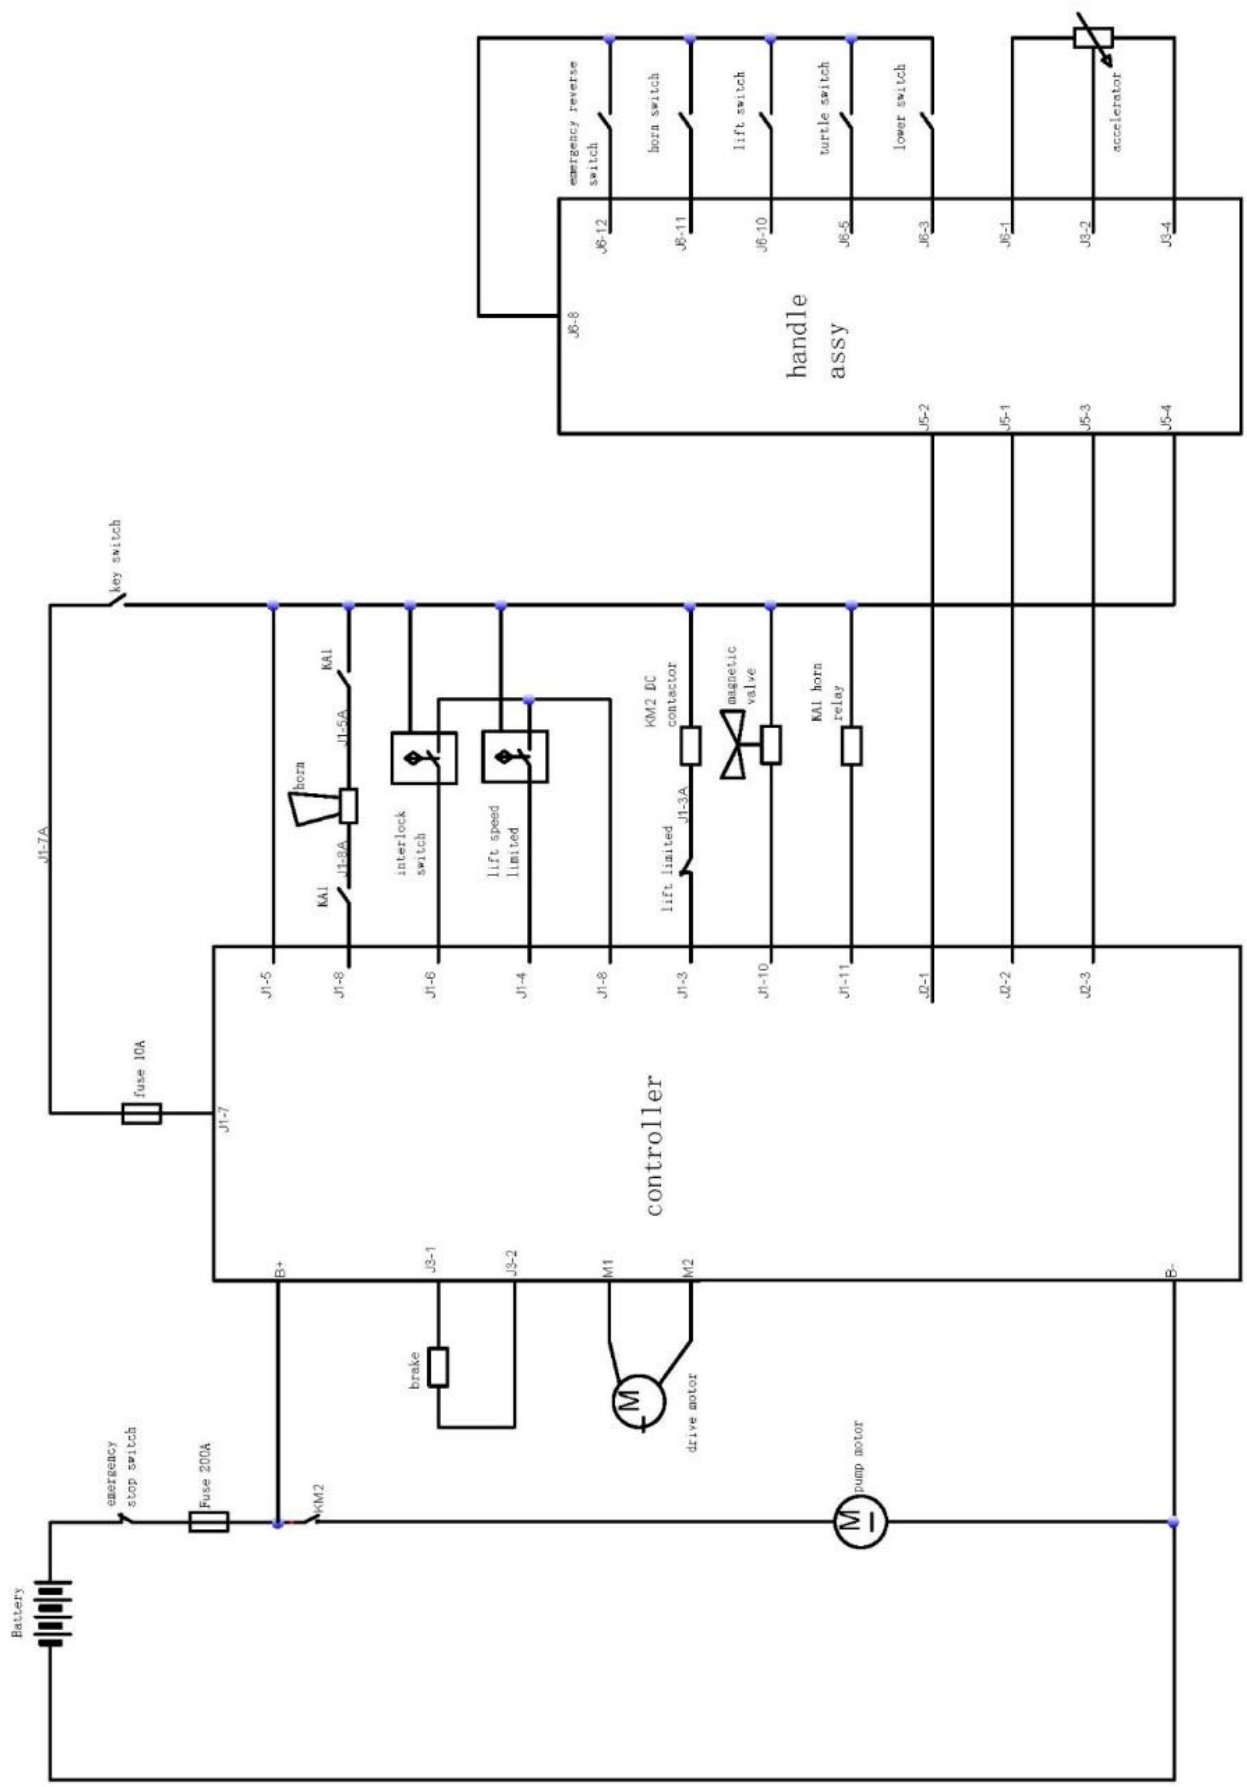 Battery
emergency
stop switch
Fuse 200A
KM2
pump motor
B+
J3-1
J3-2
M1
M2
B-
brake
M
drive motor
M
controller
fuse 10A
J1-7
J1-7A
key switch
J1-5
J1-8
J1-6
J1-4
J1-8
J1-3
J1-10
J1-11
J2-1
J2-2
J2-3
KA1
J1-8A
horn
J1-5A
KA1
interlock
switch
lift speed
limited
lift limited
J1-3A
KM2 DC
contactor
magnetic
valve
KA1 horn
relay
handle
assy
J5-2
J5-1
J5-3
J5-4
J6-8
J6-12
J6-11
J6-10
J6-5
J6-3
J6-1
J3-2
J3-4
emergency reverse
switch
horn switch
lift switch
turtle switch
lower switch
accelerator